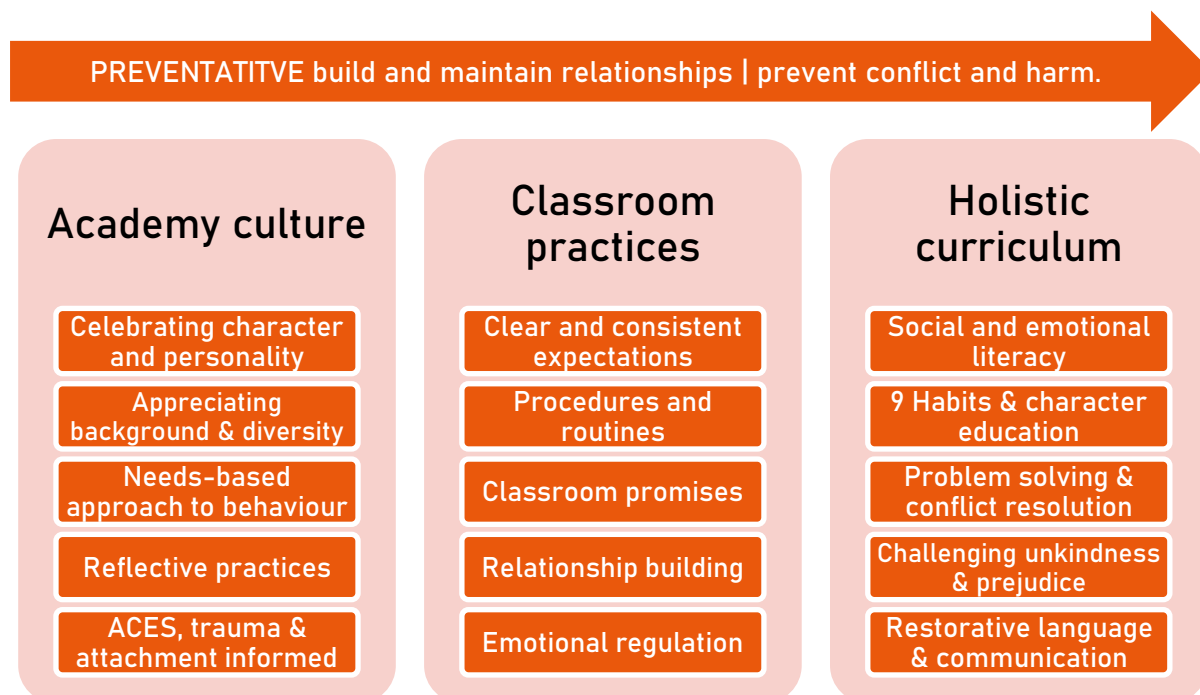 PREVENTATITVE build and maintain relationships | prevent conflict and harm.
Academy culture
Celebrating character
and personality
Appreciating
background & diversity
Needs-based
approach to behaviour
Reflective practices
ACES, trauma &
attachment informed
Classroom
practices
Clear and consistent
expectations
Procedures and
routines
Classroom promises
Relationship building
Emotional regulation
Holistic
curriculum
Social and emotional
literacy
9 Habits & character
education
Problem solving &
conflict resolution
Challenging unkindness
& prejudice
Restorative language
& communication